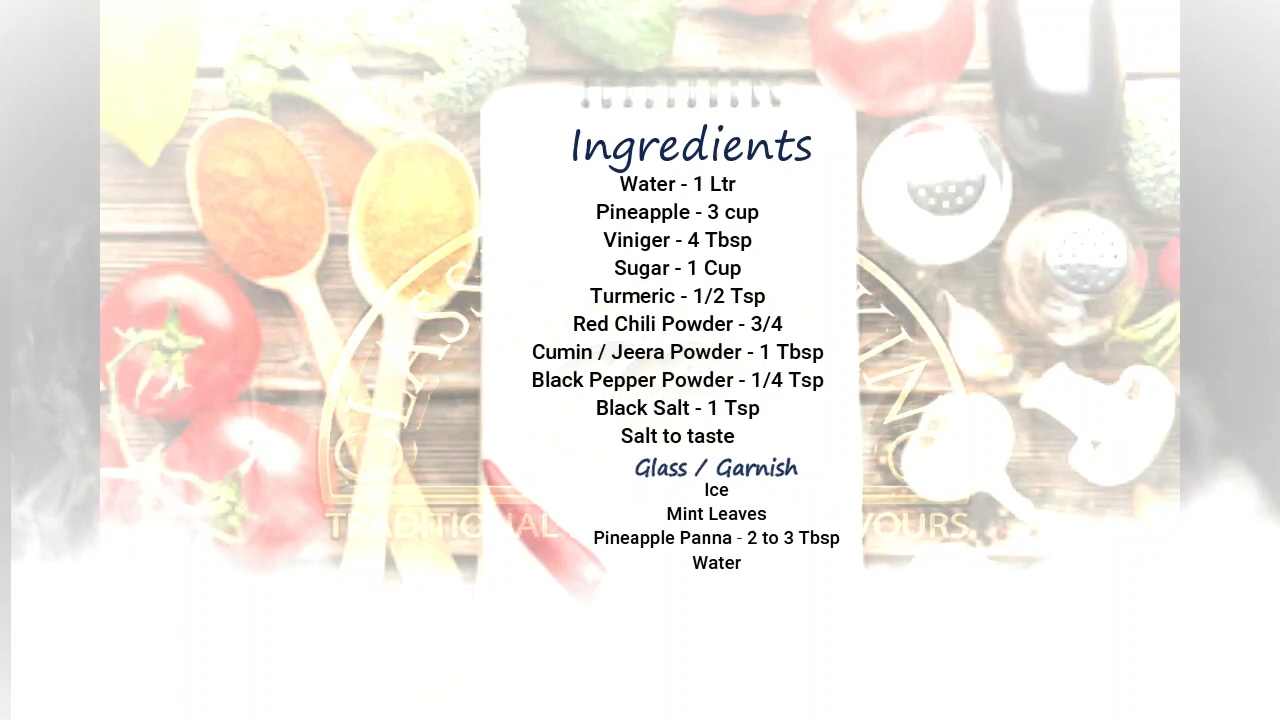 Ingredients
Water - 1 Ltr
Pineapple - 3 cup
Viniger - 4 Tbsp
Sugar - 1 Cup
Turmeric - 1/2 Tsp
Red Chili Powder - 3/4
Cumin / Jeera Powder - 1 Tbsp
Black Pepper Powder - 1/4 Tsp
Black Salt - 1 Tsp
Salt to taste
Glass / Garnish
Ice
Mint Leaves
Pineapple Panna - 2 to 3 Tbsp
Water
TRADITIONAL